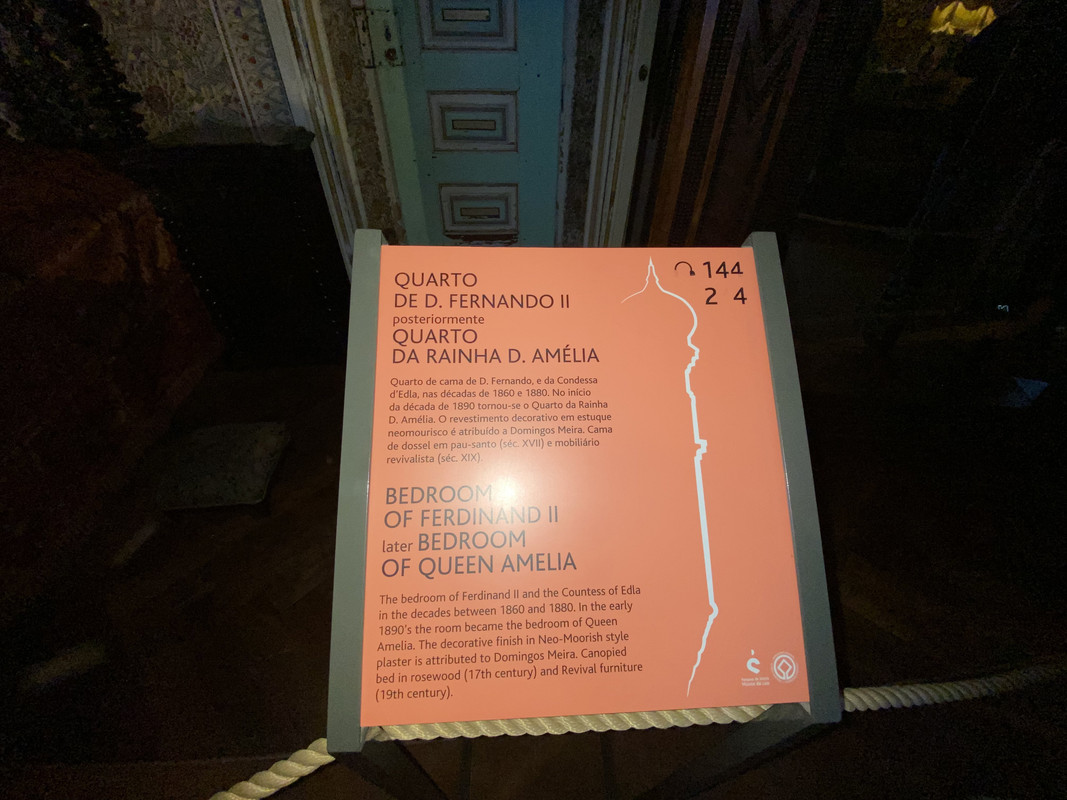 QUARTO
DE D. FERNANDO II
posteriormente
QUARTO
DA RAINHA D. AMÉLIA
144
2 4
Quarto de cama de D. Fernando, e da Condessa
d'Edla, nas décadas de 1860 e 1880. No início
da década de 1890 tornou-se o Quarto da Rainha
D. Amélia. O revestimento decorativo em estuque
neomourisco é atribuído a Domingos Meira. Cama
de dossel em pau-santo (séc. XVII) e mobiliário
revivalista (séc. XIX).
BEDROOM
OF FERDINAND II
later BEDROOM
OF QUEEN AMELIA
The bedroom of Ferdinand II and the Countess of Edla
in the decades between 1860 and 1880. In the early
1890's the room became the bedroom of Queen
Amelia. The decorative finish in Neo-Moorish style
plaster is attributed to Domingos Meira. Canopied
bed in rosewood (17th century) and Revival furniture
(19th century).